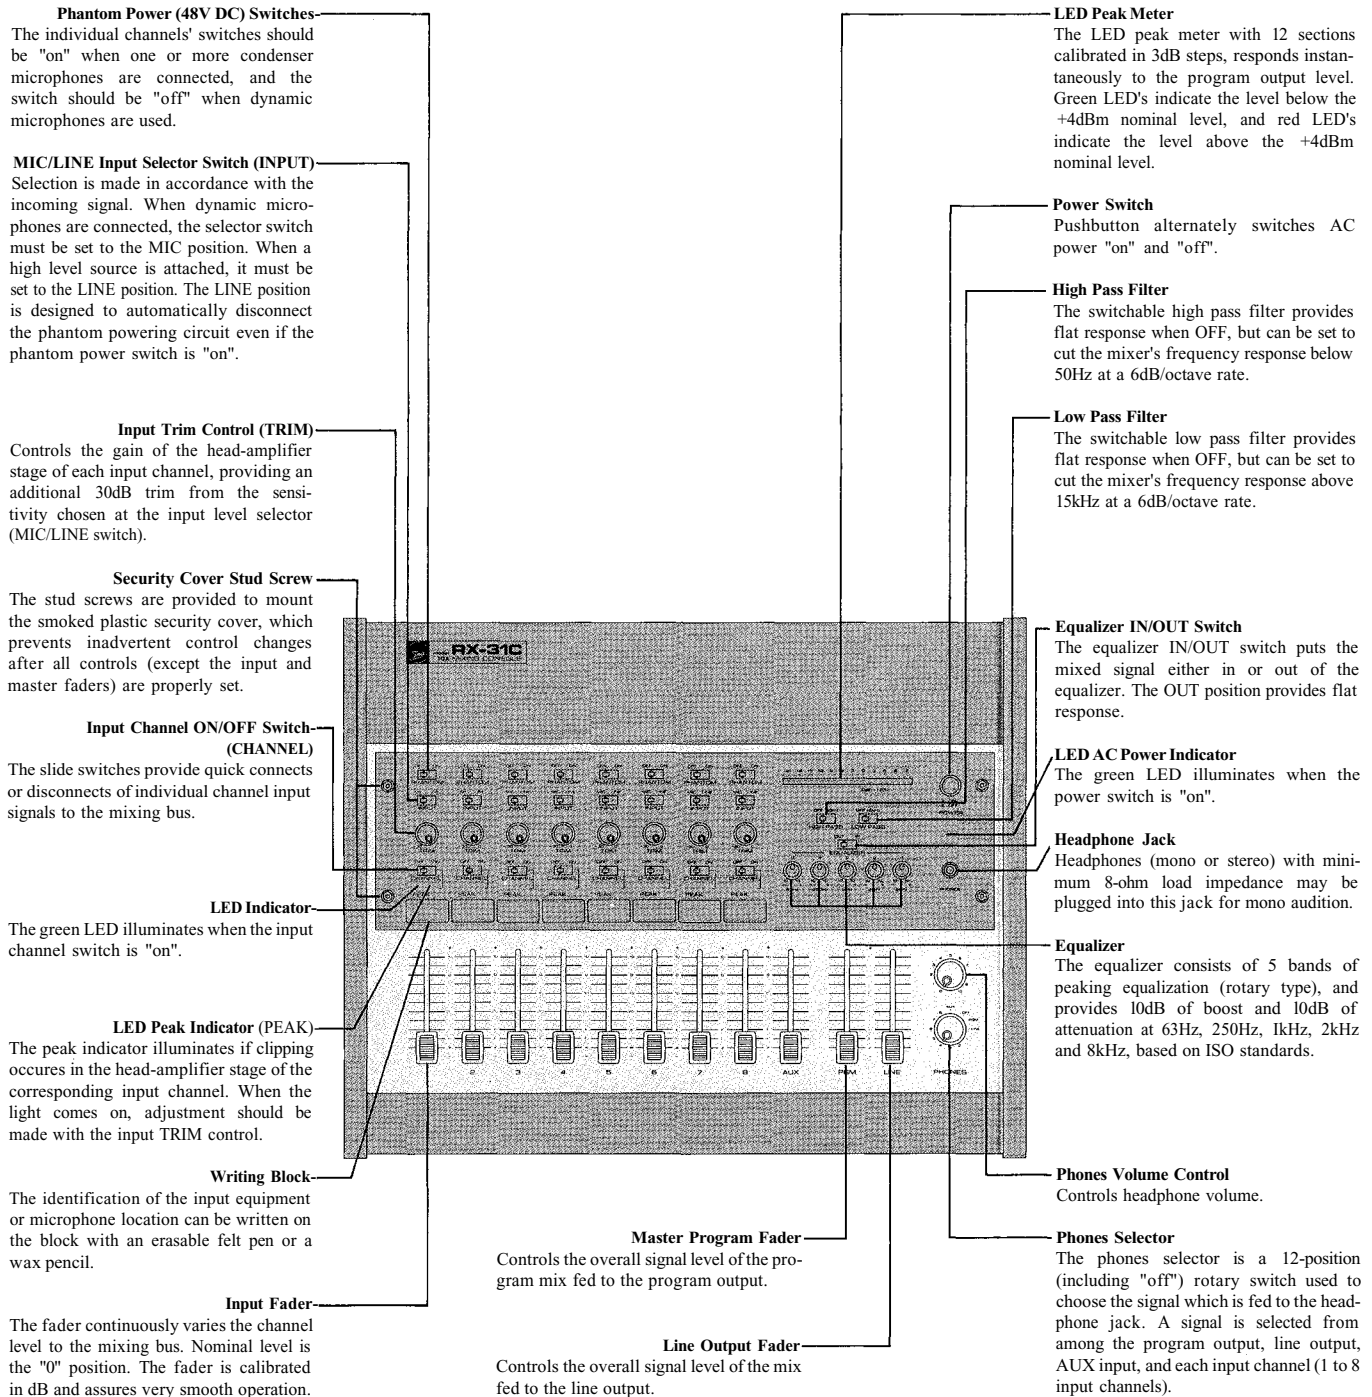 Phantom Power (48V DC) Switches
The individual channels' switches should
be "on" when one or more condenser
microphones are connected, and the
switch should be "off" when dynamic
microphones are used.
MIC/LINE Input Selector Switch (INPUT)
Selection is made in accordance with the
incoming signal. When dynamic micro-
phones are connected, the selector switch
must be set to the MIC position. When a
high level source is attached, it must be
set to the LINE position. The LINE position
is designed to automatically disconnect
the phantom powering circuit even if the
phantom power switch is "on".
Input Trim Control (TRIM)
Controls the gain of the head-amplifier
stage of each input channel, providing an
additional 30dB trim from the sensi-
tivity chosen at the input level selector
(MIC/LINE switch).
Security Cover Stud Screw
The stud screws are provided to mount
the smoked plastic security cover, which
prevents inadvertent control changes
after all controls (except the input and
master faders) are properly set.
Input Channel ON/OFF Switch
(CHANNEL)
The slide switches provide quick connects
or disconnects of individual channel input
signals to the mixing bus.
LED Indicator
The green LED illuminates when the input
channel switch is "on".
LED Peak Indicator (PEAK)
The peak indicator illuminates if clipping
occures in the head-amplifier stage of the
corresponding input channel. When the
light comes on, adjustment should be
made with the input TRIM control.
Writing Block
The identification of the input equipment
or microphone location can be written on
the block with an erasable felt pen or a
wax pencil.
Input Fader
The fader continuously varies the channel
level to the mixing bus. Nominal level is
the "0" position. The fader is calibrated
in dB and assures very smooth operation.
RX-31C
HIGH PASS LOW PASS
PEAK PEAK PEAK PEAK PEAK PEAK PEAK
2 3 4 5 6 7 8 AUX PGM LINE PHONES
Master Program Fader
Controls the overall signal level of the pro-
gram mix fed to the program output.
Line Output Fader
Controls the overall signal level of the mix
fed to the line output.
LED Peak Meter
The LED peak meter with 12 sections
calibrated in 3dB steps, responds instan-
taneously to the program output level.
Green LED's indicate the level below the
+4dBm nominal level, and red LED's
indicate the level above the +4dBm
nominal level.
Power Switch
Pushbutton alternately switches AC
power "on" and "off".
High Pass Filter
The switchable high pass filter provides
flat response when OFF, but can be set to
cut the mixer's frequency response below
50Hz at a 6dB/octave rate.
Low Pass Filter
The switchable low pass filter provides
flat response when OFF, but can be set to
cut the mixer's frequency response above
15kHz at a 6dB/octave rate.
Equalizer IN/OUT Switch
The equalizer IN/OUT switch puts the
mixed signal either in or out of the
equalizer. The OUT position provides flat
response.
LED AC Power Indicator
The green LED illuminates when the
power switch is "on".
Headphone Jack
Headphones (mono or stereo) with mini-
mum 8-ohm load impedance may be
plugged into this jack for mono audition.
Equalizer
The equalizer consists of 5 bands of
peaking equalization (rotary type), and
provides l0dB of boost and l0dB of
attenuation at 63Hz, 250Hz, IkHz, 2kHz
and 8kHz, based on ISO standards.
Phones Volume Control
Controls headphone volume.
Phones Selector
The phones selector is a 12-position
(including "off") rotary switch used to
choose the signal which is fed to the head-
phone jack. A signal is selected from
among the program output, line output,
AUX input, and each input channel (1 to 8
input channels).